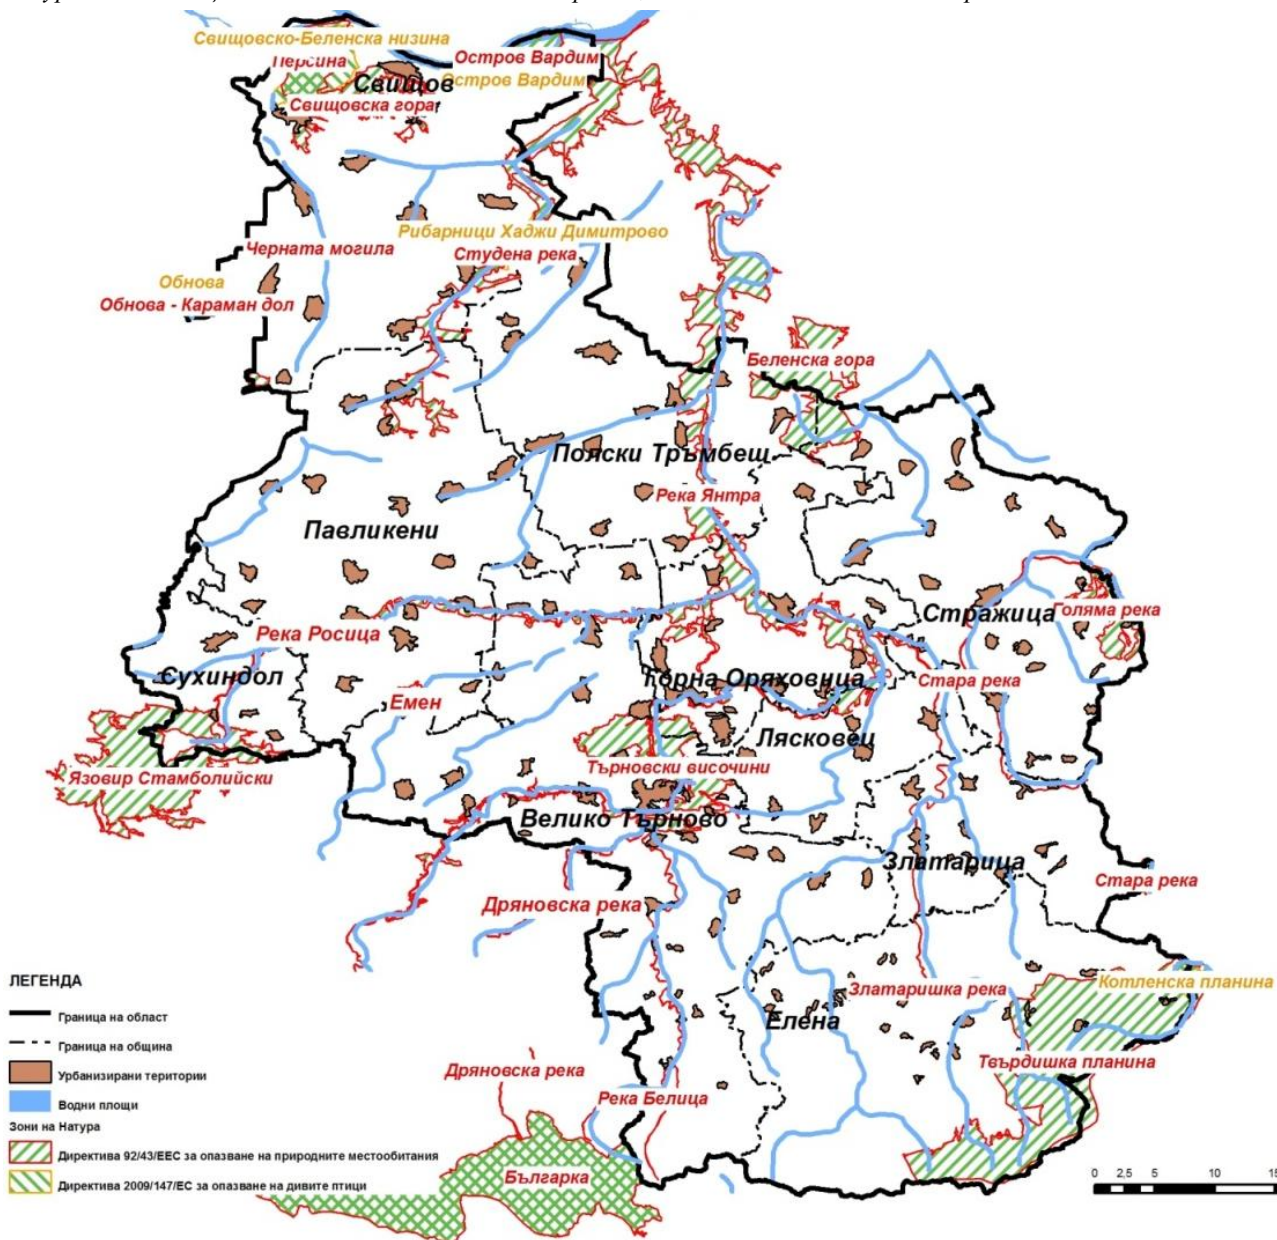 Свищовско-Беленска низина
Персина
Остров Вардим
Свищов
Остров Вардим
Свищовска гора
Рибарници Хаджи Димитрово
Черната могила
Студена река
Обнова
Обнова - Караман дол
Беленска гора
Полски Тръмбеш
Река Янтра
Павликени
Стражица
Голяма река
Река Росица
Сухиндол
Горна Оряховица
Стара река
Емен
Лясковец
Търновски височини
Язовир Стамболийски
Велико Търново
Златарица
Стара река
Дряновска река
ЛЕГЕНДА
Котленска планина
Златаришка река
Граница на област
Елена
Граница на община
Твърдишка планина
Урбанизирани територии
Дряновска река
Река Белица
Водни площи
Зони на Натура
Директива 92/43/ЕЕС за опазване на природните местообитания
0 2,5 5 10 15
Българка
Директива 2009/147/ЕС за опазване на дивите птици